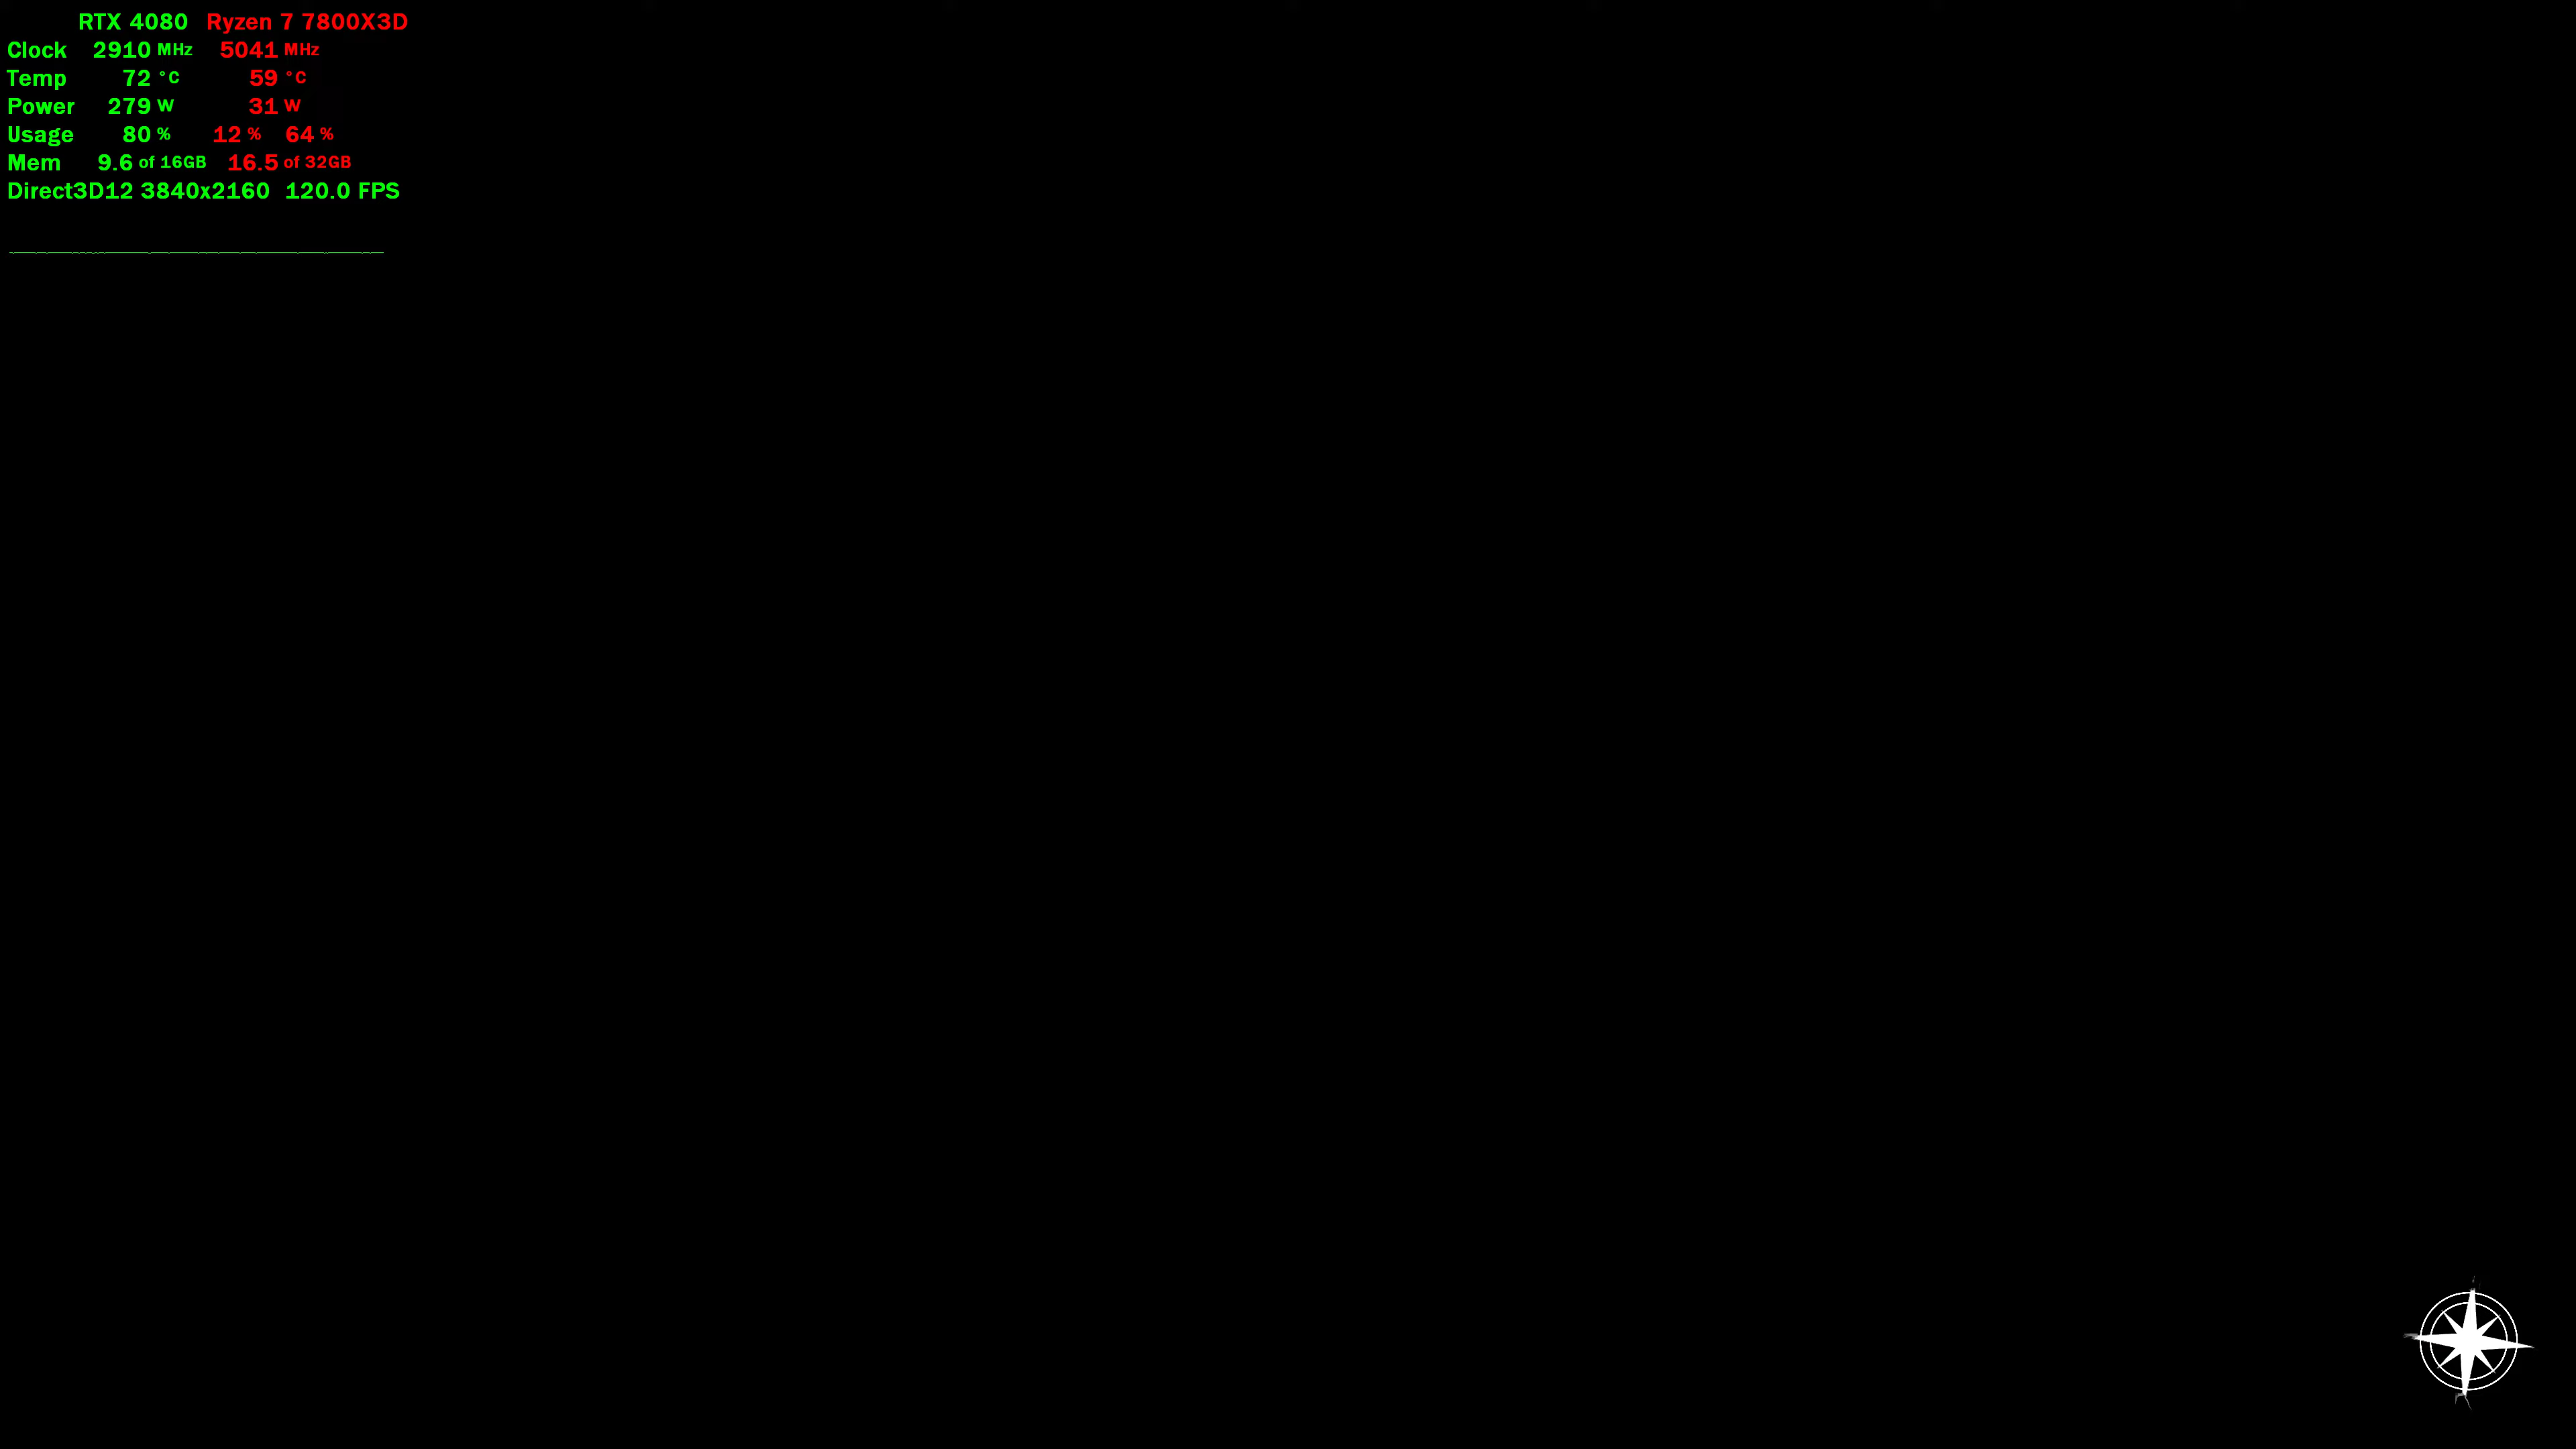 RTX 4080 Ryzen 7 7800X3D
Clock 2910 MHz 5041 MHz
Temp 72 °C 59 °C
Power 279 W 31 W
Usage 80 % 12 % 64 %
Mem 9.6 of 16GB 16.5 of 32GB
Direct3D12 3840x2160 120.0 FPS